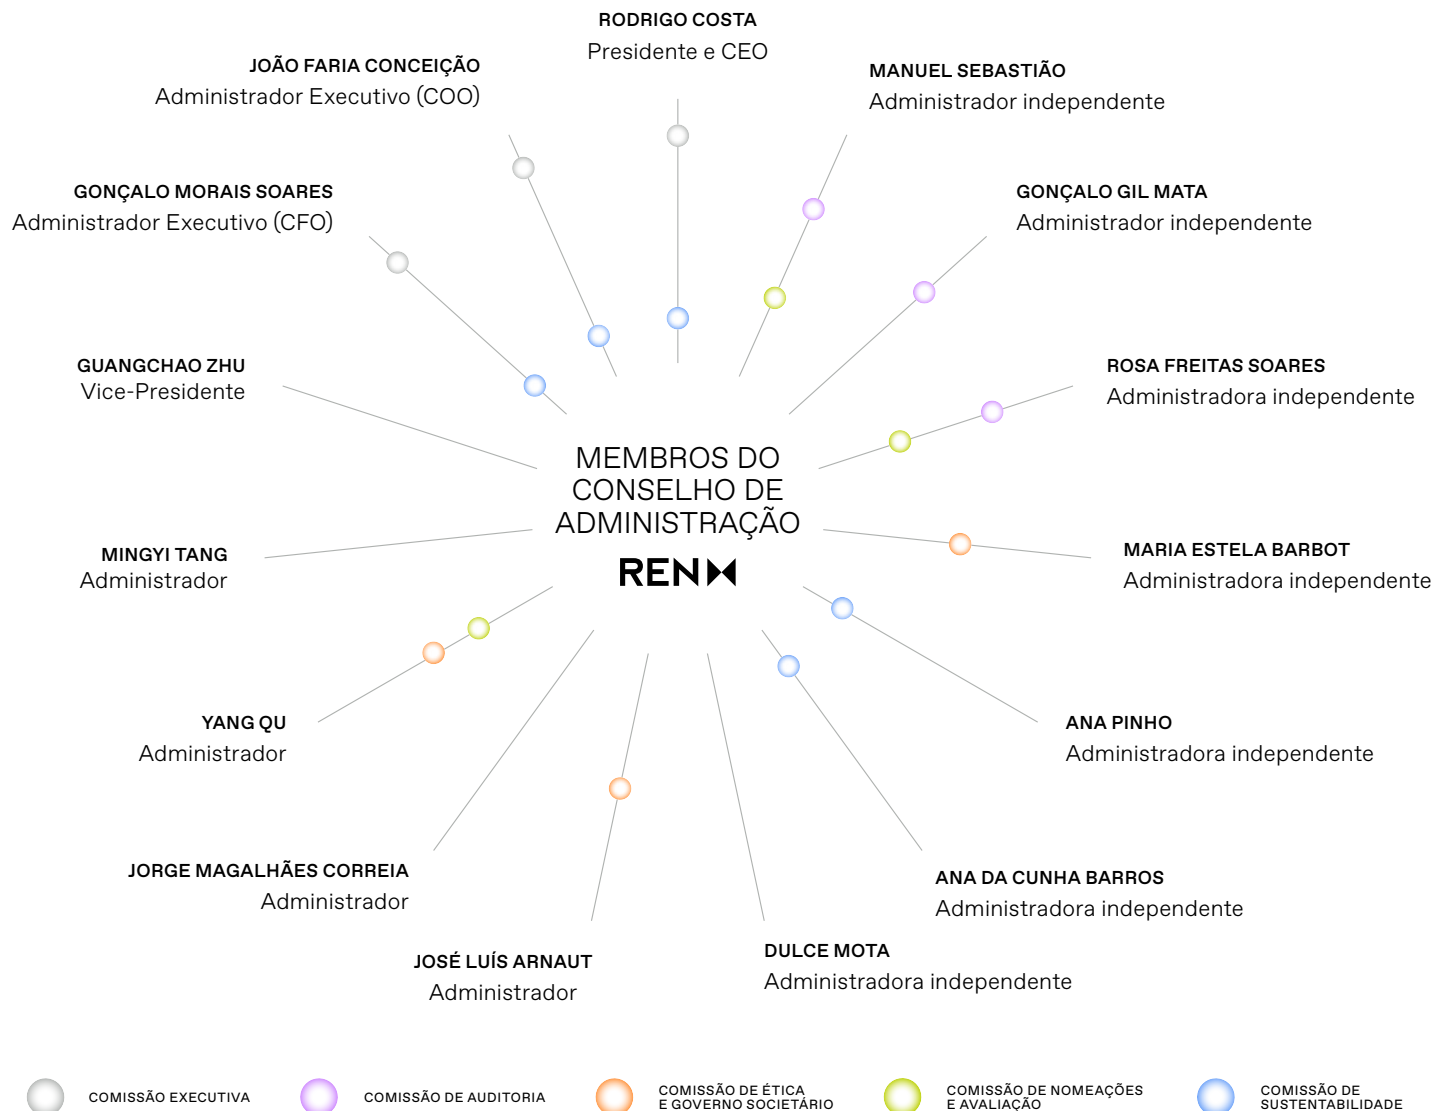 RODRIGO COSTA
Presidente e CEO
JOÃO FARIA CONCEIÇÃO
Administrador Executivo (COO)
MANUEL SEBASTIÃO
Administrador independente
GONÇALO MORAIS SOARES
Administrador Executivo (CFO)
GONÇALO GIL MATA
Administrador independente
GUANGCHAO ZHU
Vice-Presidente
ROSA FREITAS SOARES
Administradora independente
MEMBROS DO
CONSELHO DE
ADMINISTRAÇÃO
REN
MINGYI TANG
Administrador
MARIA ESTELA BARBOT
Administradora independente
YANG QU
Administrador
ANA PINHO
Administradora independente
JORGE MAGALHÃES CORREIA
Administrador
ANA DA CUNHA BARROS
Administradora independente
JOSÉ LUÍS ARNAUT
Administrador
DULCE MOTA
Administradora independente
COMISSÃO EXECUTIVA
COMISSÃO DE AUDITORIA
COMISSÃO DE ÉTICA
E GOVERNO SOCIETÁRIO
COMISSÃO DE NOMEAÇÕES
E AVALIAÇÃO
COMISSÃO DE
SUSTENTABILIDADE